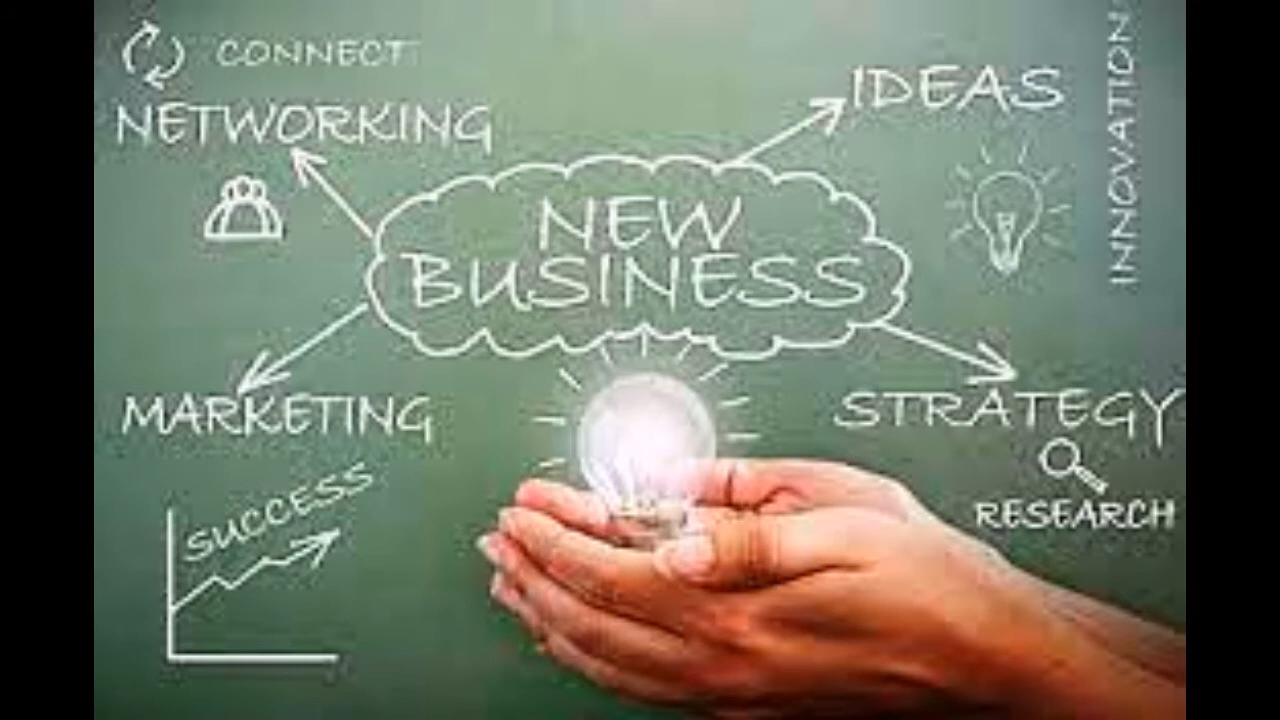 CONNECT
NETWORKING
IDEAS
INNOVATION
NEW
BUSINESS
MARKETING
STRATEGY
SUCCESS
RESEARCH